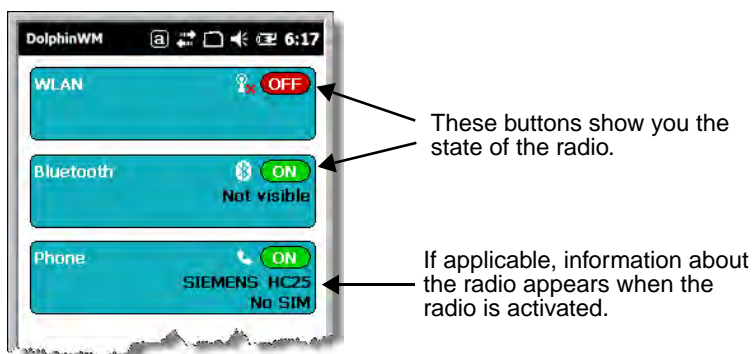 DolphinWM a 6:17
WLAN OFF
These buttons show you the
state of the radio.
Bluetooth ON
Not visible
Phone ON
SIEMENS HC25
No SIM
If applicable, information about
the radio appears when the
radio is activated.